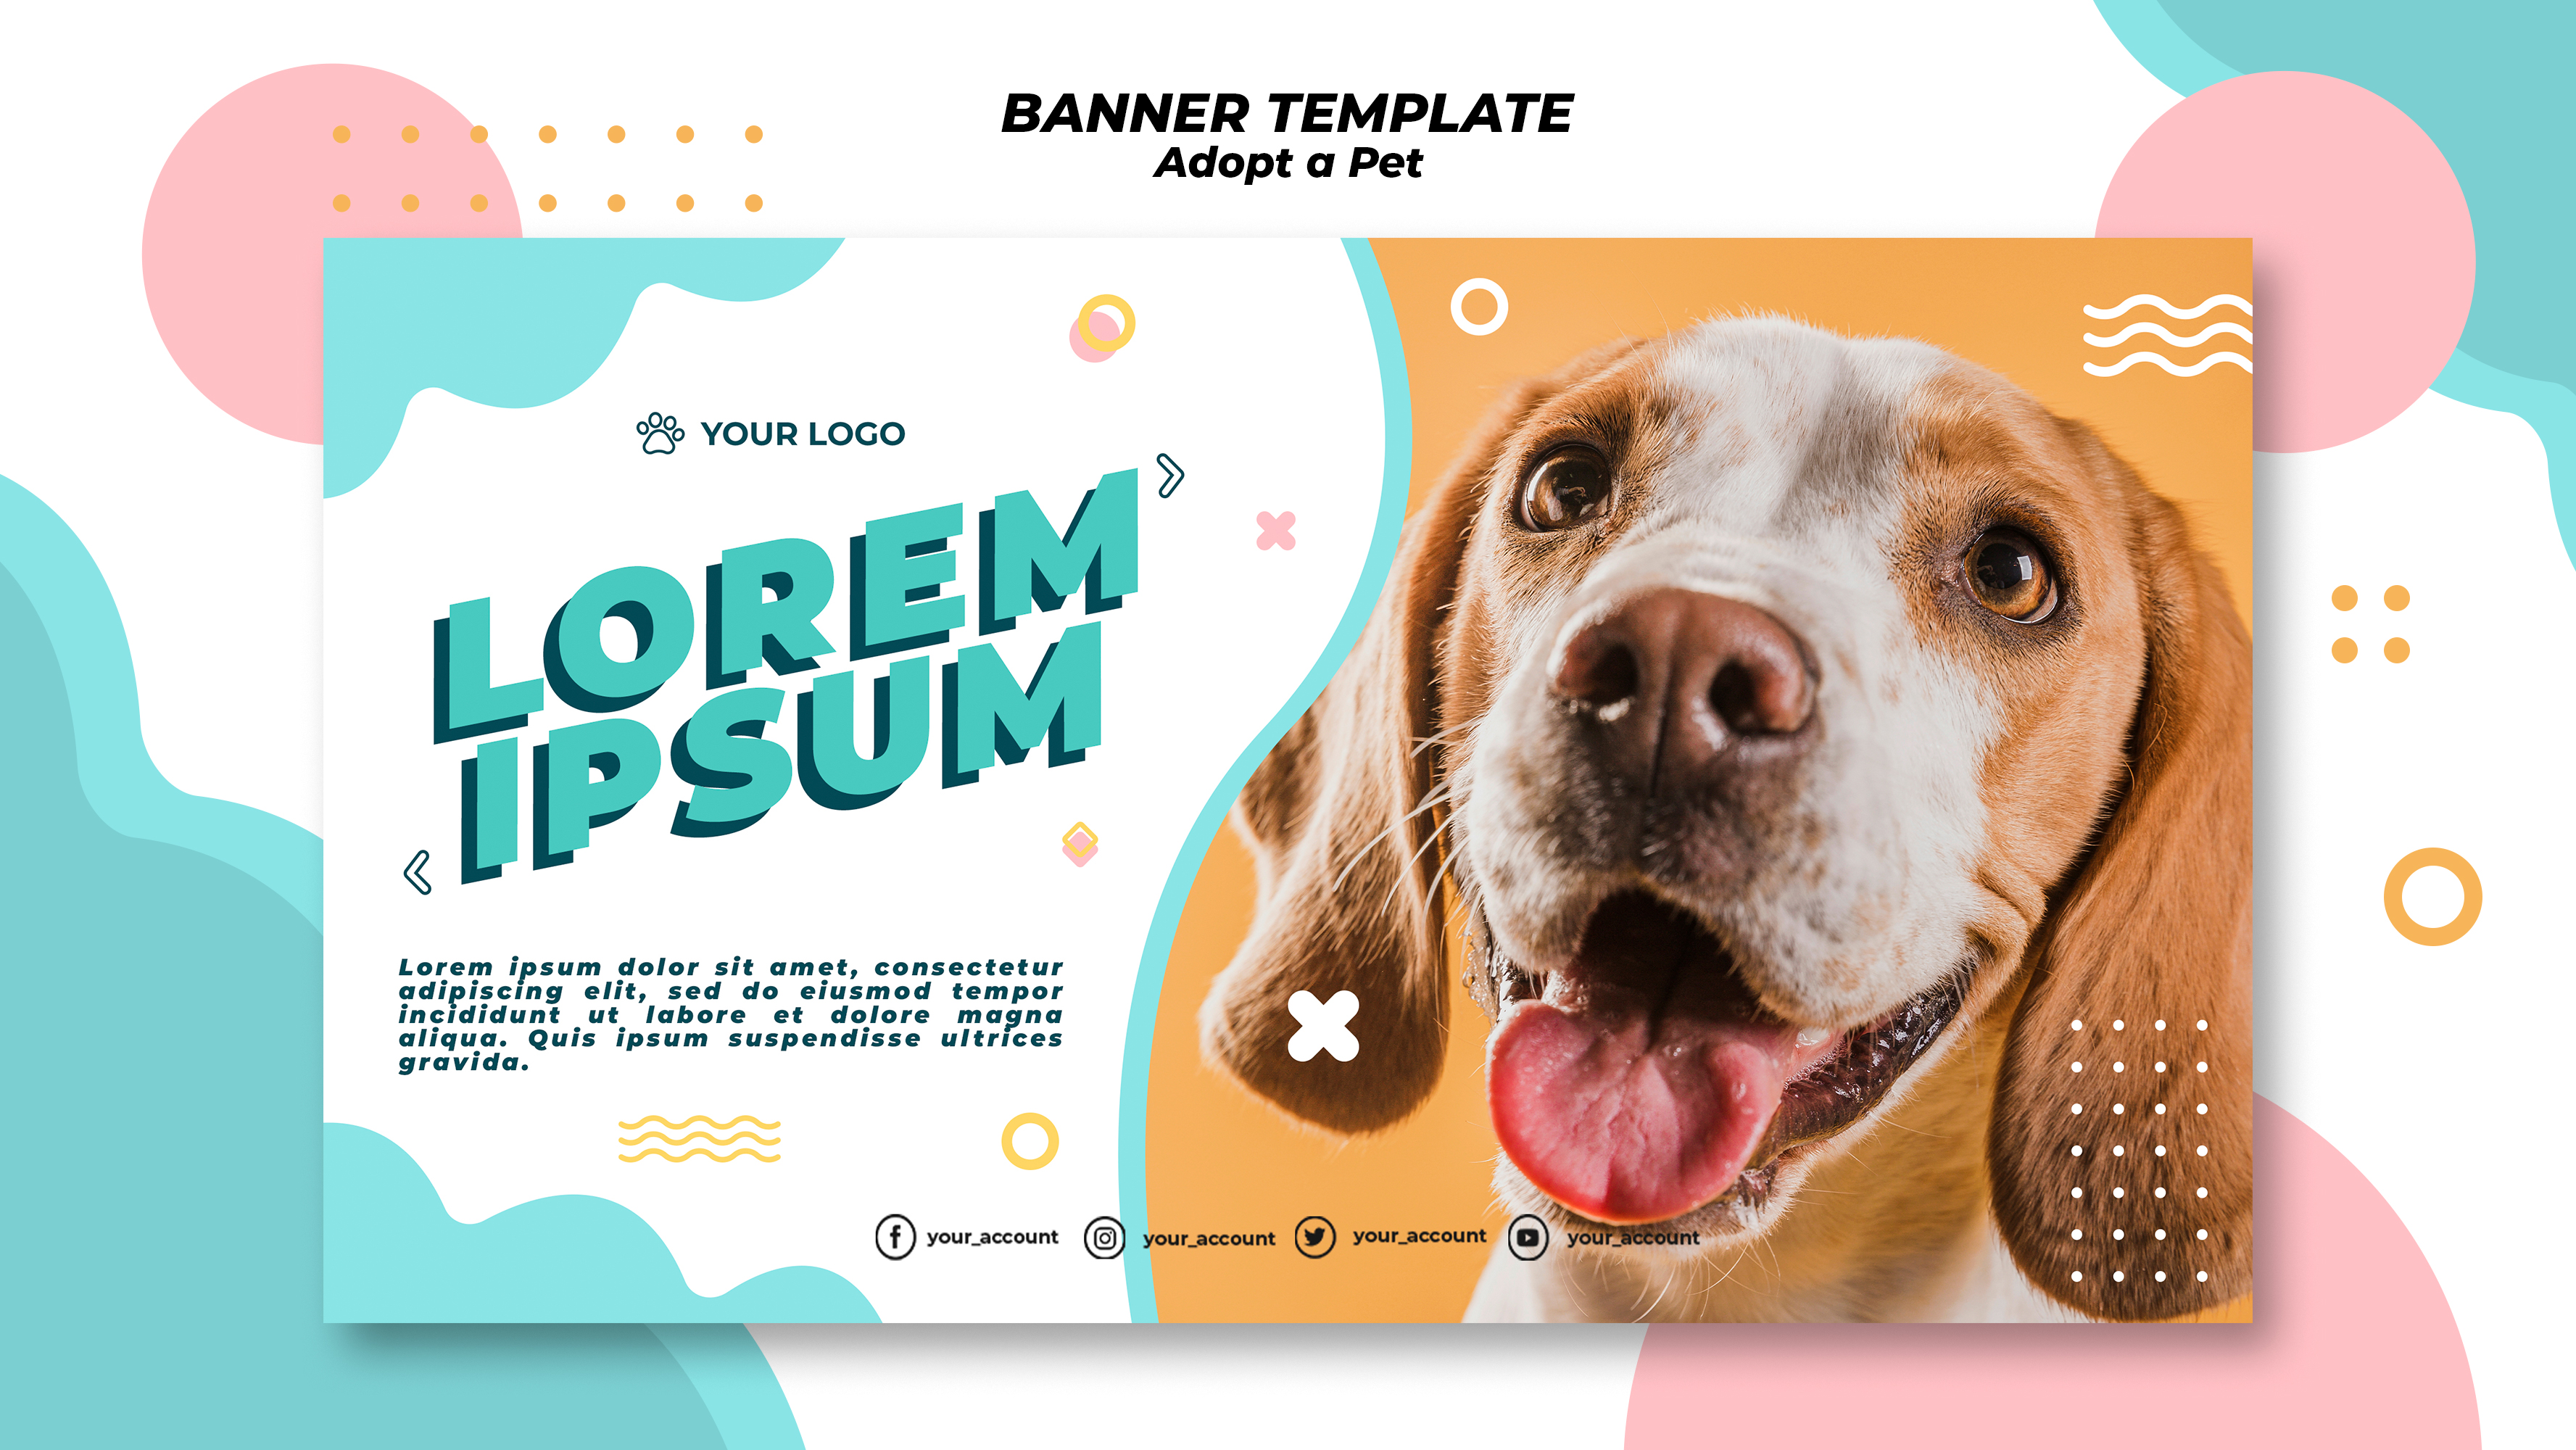 BANNER TEMPLATE
Adopt a Pet
YOUR LOGO
LOREM
IPSUM
Lorem ipsum dolor sit amet, consectetur
adipiscing elit, sed do eiusmod tempor
incididunt ut labore et dolore magna
aliqua. Quis ipsum suspendisse ultrices
gravida.
your_account your_account your_account your_account